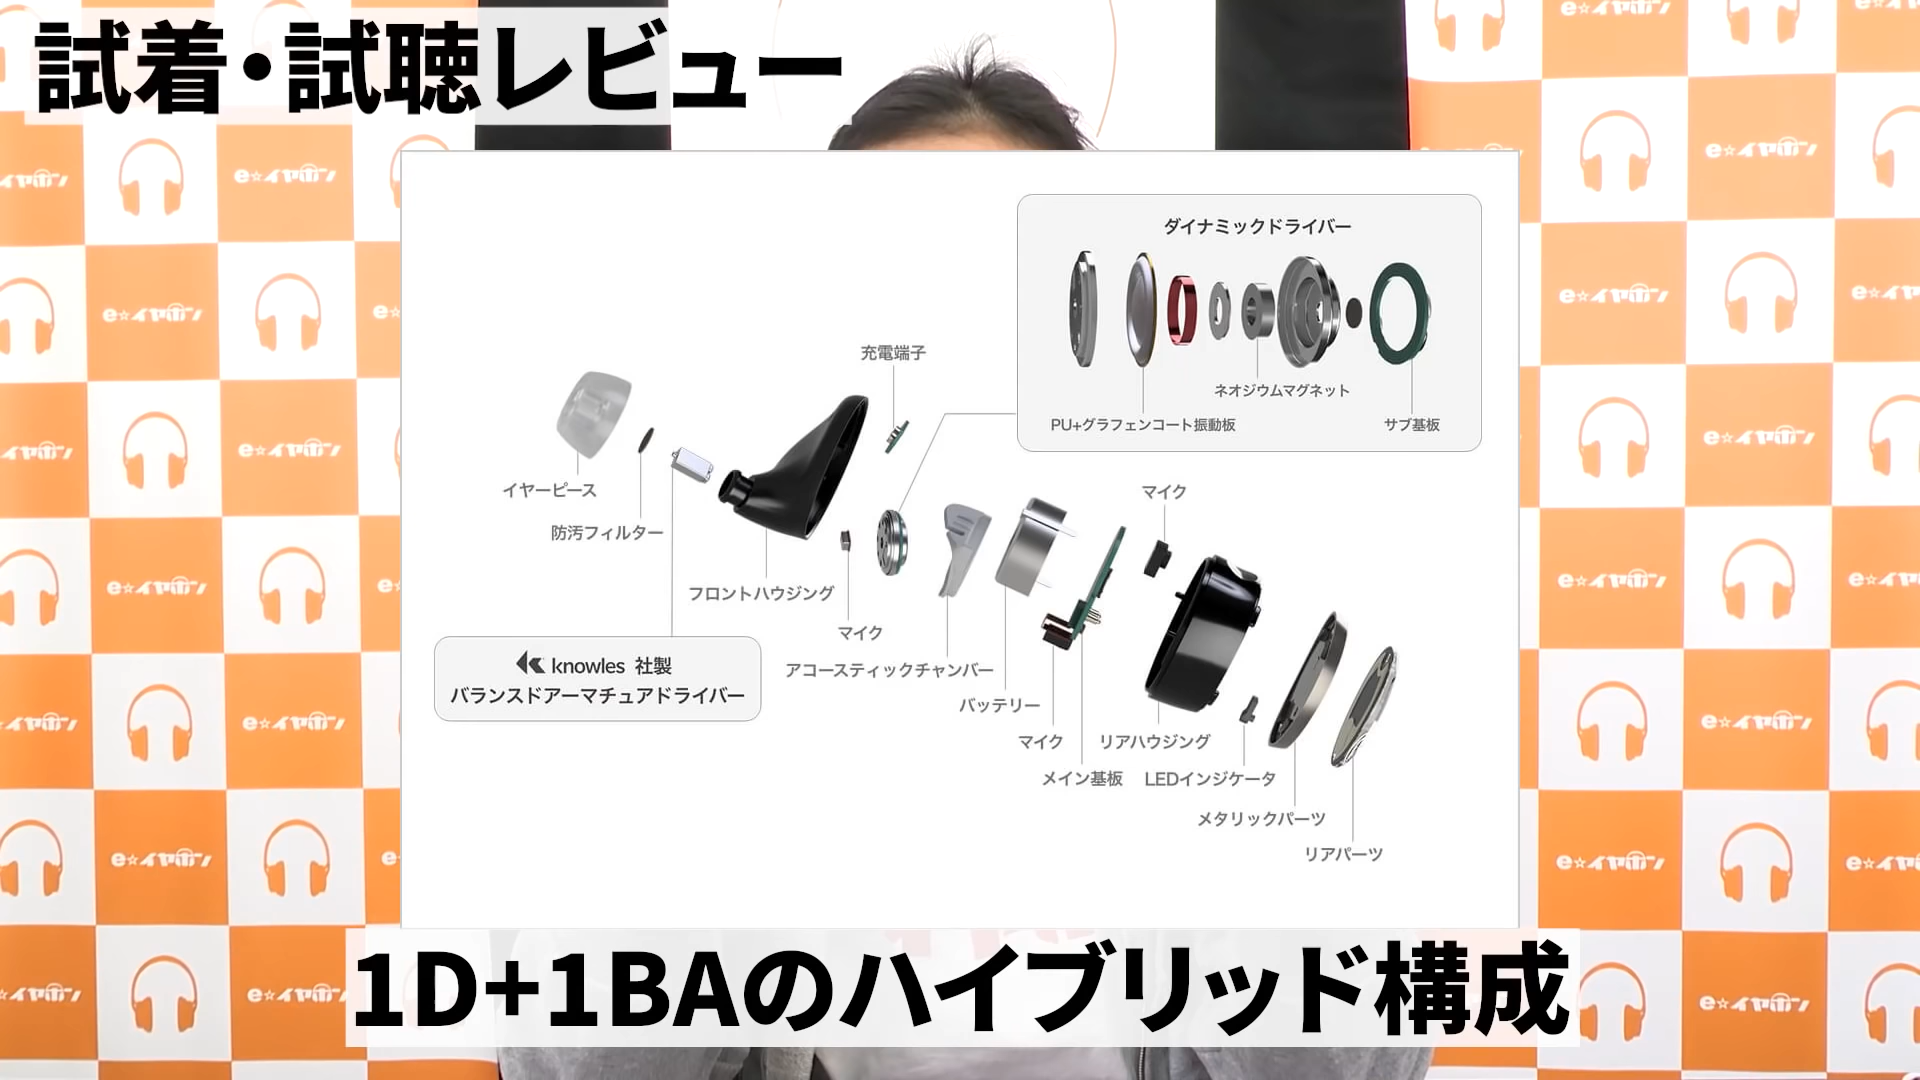 試着・試聴レビュー
ダイナミックドライバー
ネオジウムマグネット
PU+グラフェンコート振動板
サブ基板
充電端子
イヤーピース
防汚フィルター
フロントハウジング
マイク
マイク
knowles 社製
バランスドアーマチュアドライバー
アコースティックチャンバー
バッテリー
マイク
リアハウジング
メイン基板
LEDインジケータ
メタリックパーツ
リアパーツ
1D+1BAのハイブリッド構成
e☆イヤホン